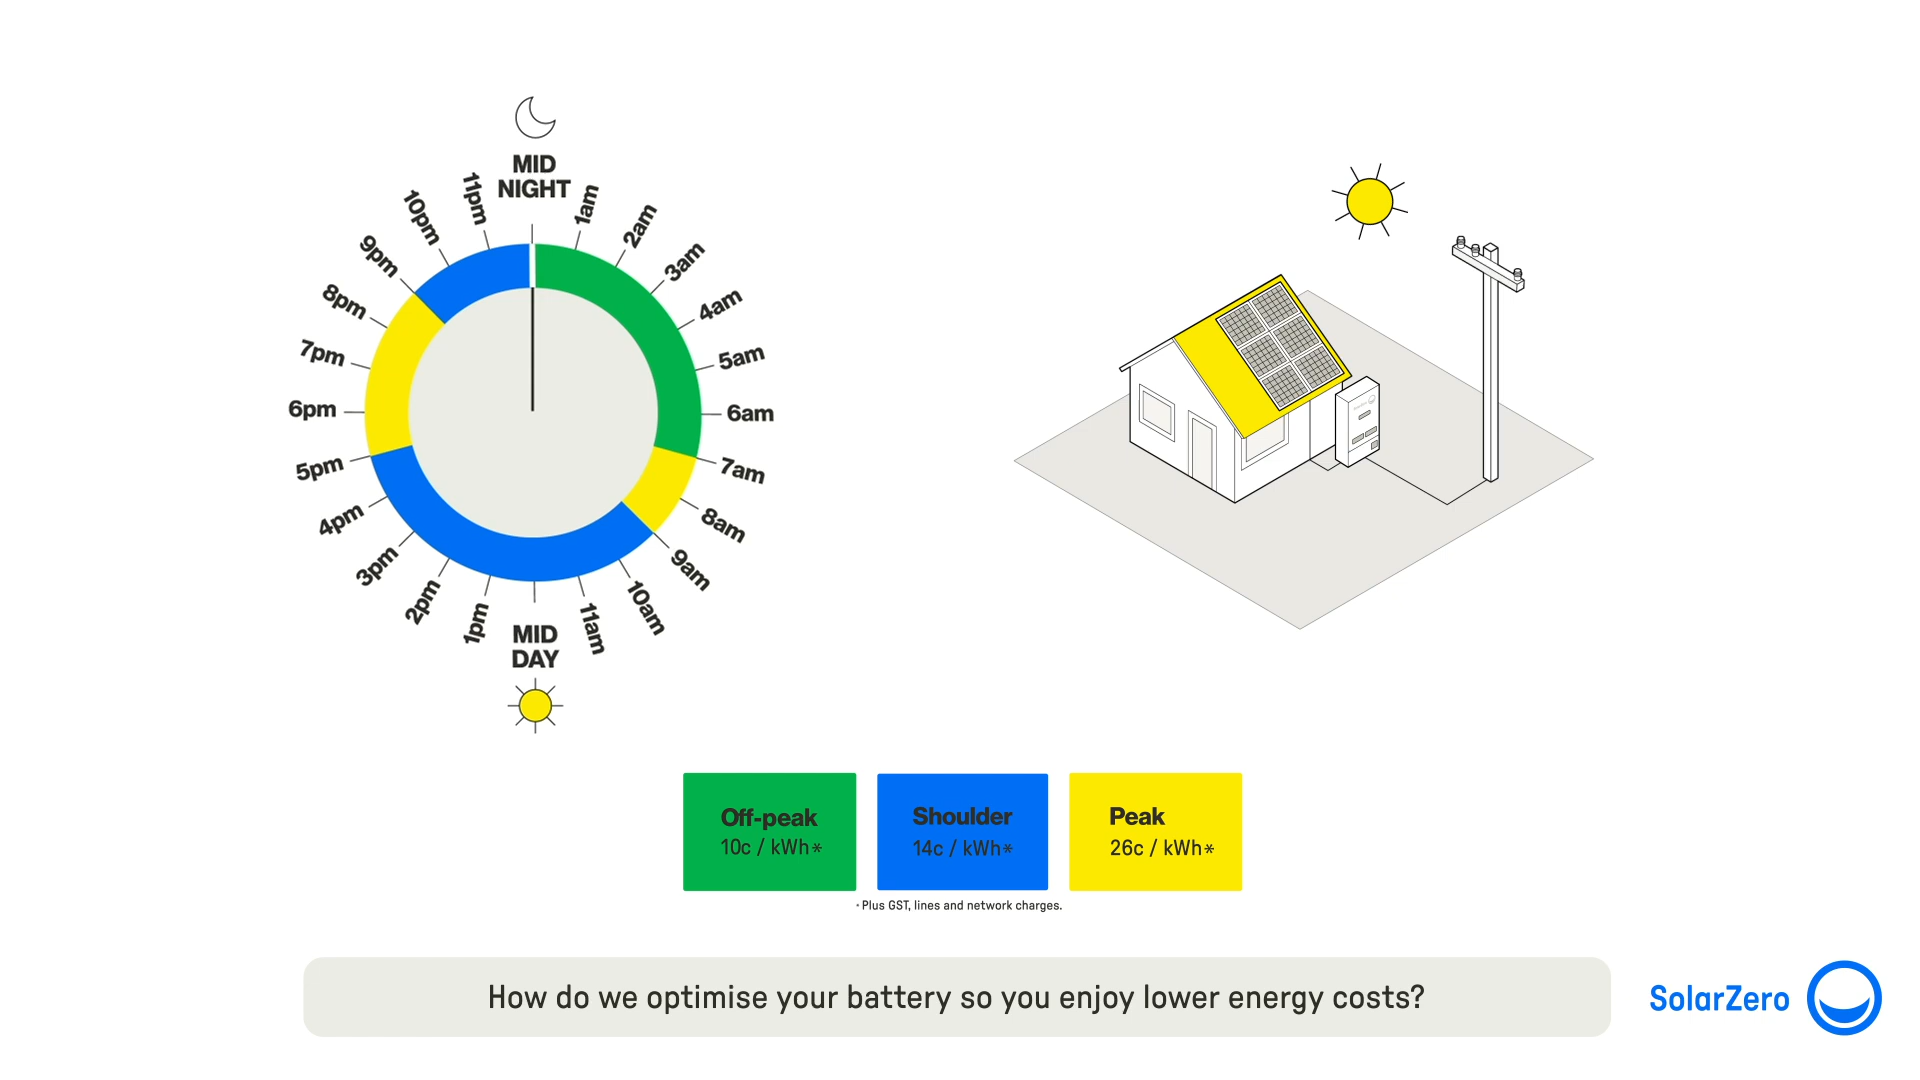 MID
NIGHT
1am
2am
3am
4am
5am
6am
7am
8am
9am
10am
11am
MID
DAY
1pm
2pm
3pm
4pm
5pm
6pm
7pm
8pm
9pm
10pm
11pm
Off-peak
10c / kWh*
Shoulder
14c / kWh*
Peak
26c / kWh*
* Plus GST, lines and network charges.
How do we optimise your battery so you enjoy lower energy costs?
SolarZero